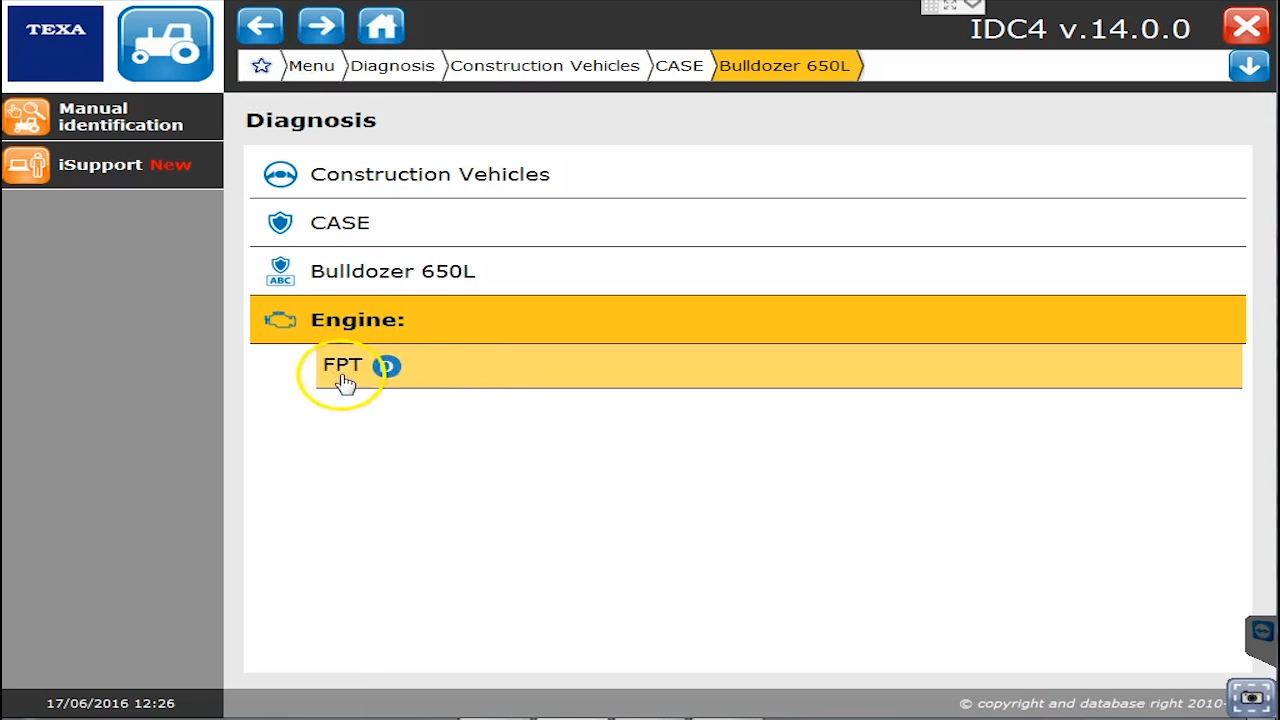 TEXA
IDC4 v.14.0.0
Menu Diagnosis Construction Vehicles CASE Bulldozer 650L
Manual
identification
iSupport New
Diagnosis
Construction Vehicles
CASE
ABC
Bulldozer 650L
Engine:
FPT D
17/06/2016 12:26
© copyright and database right 2010-